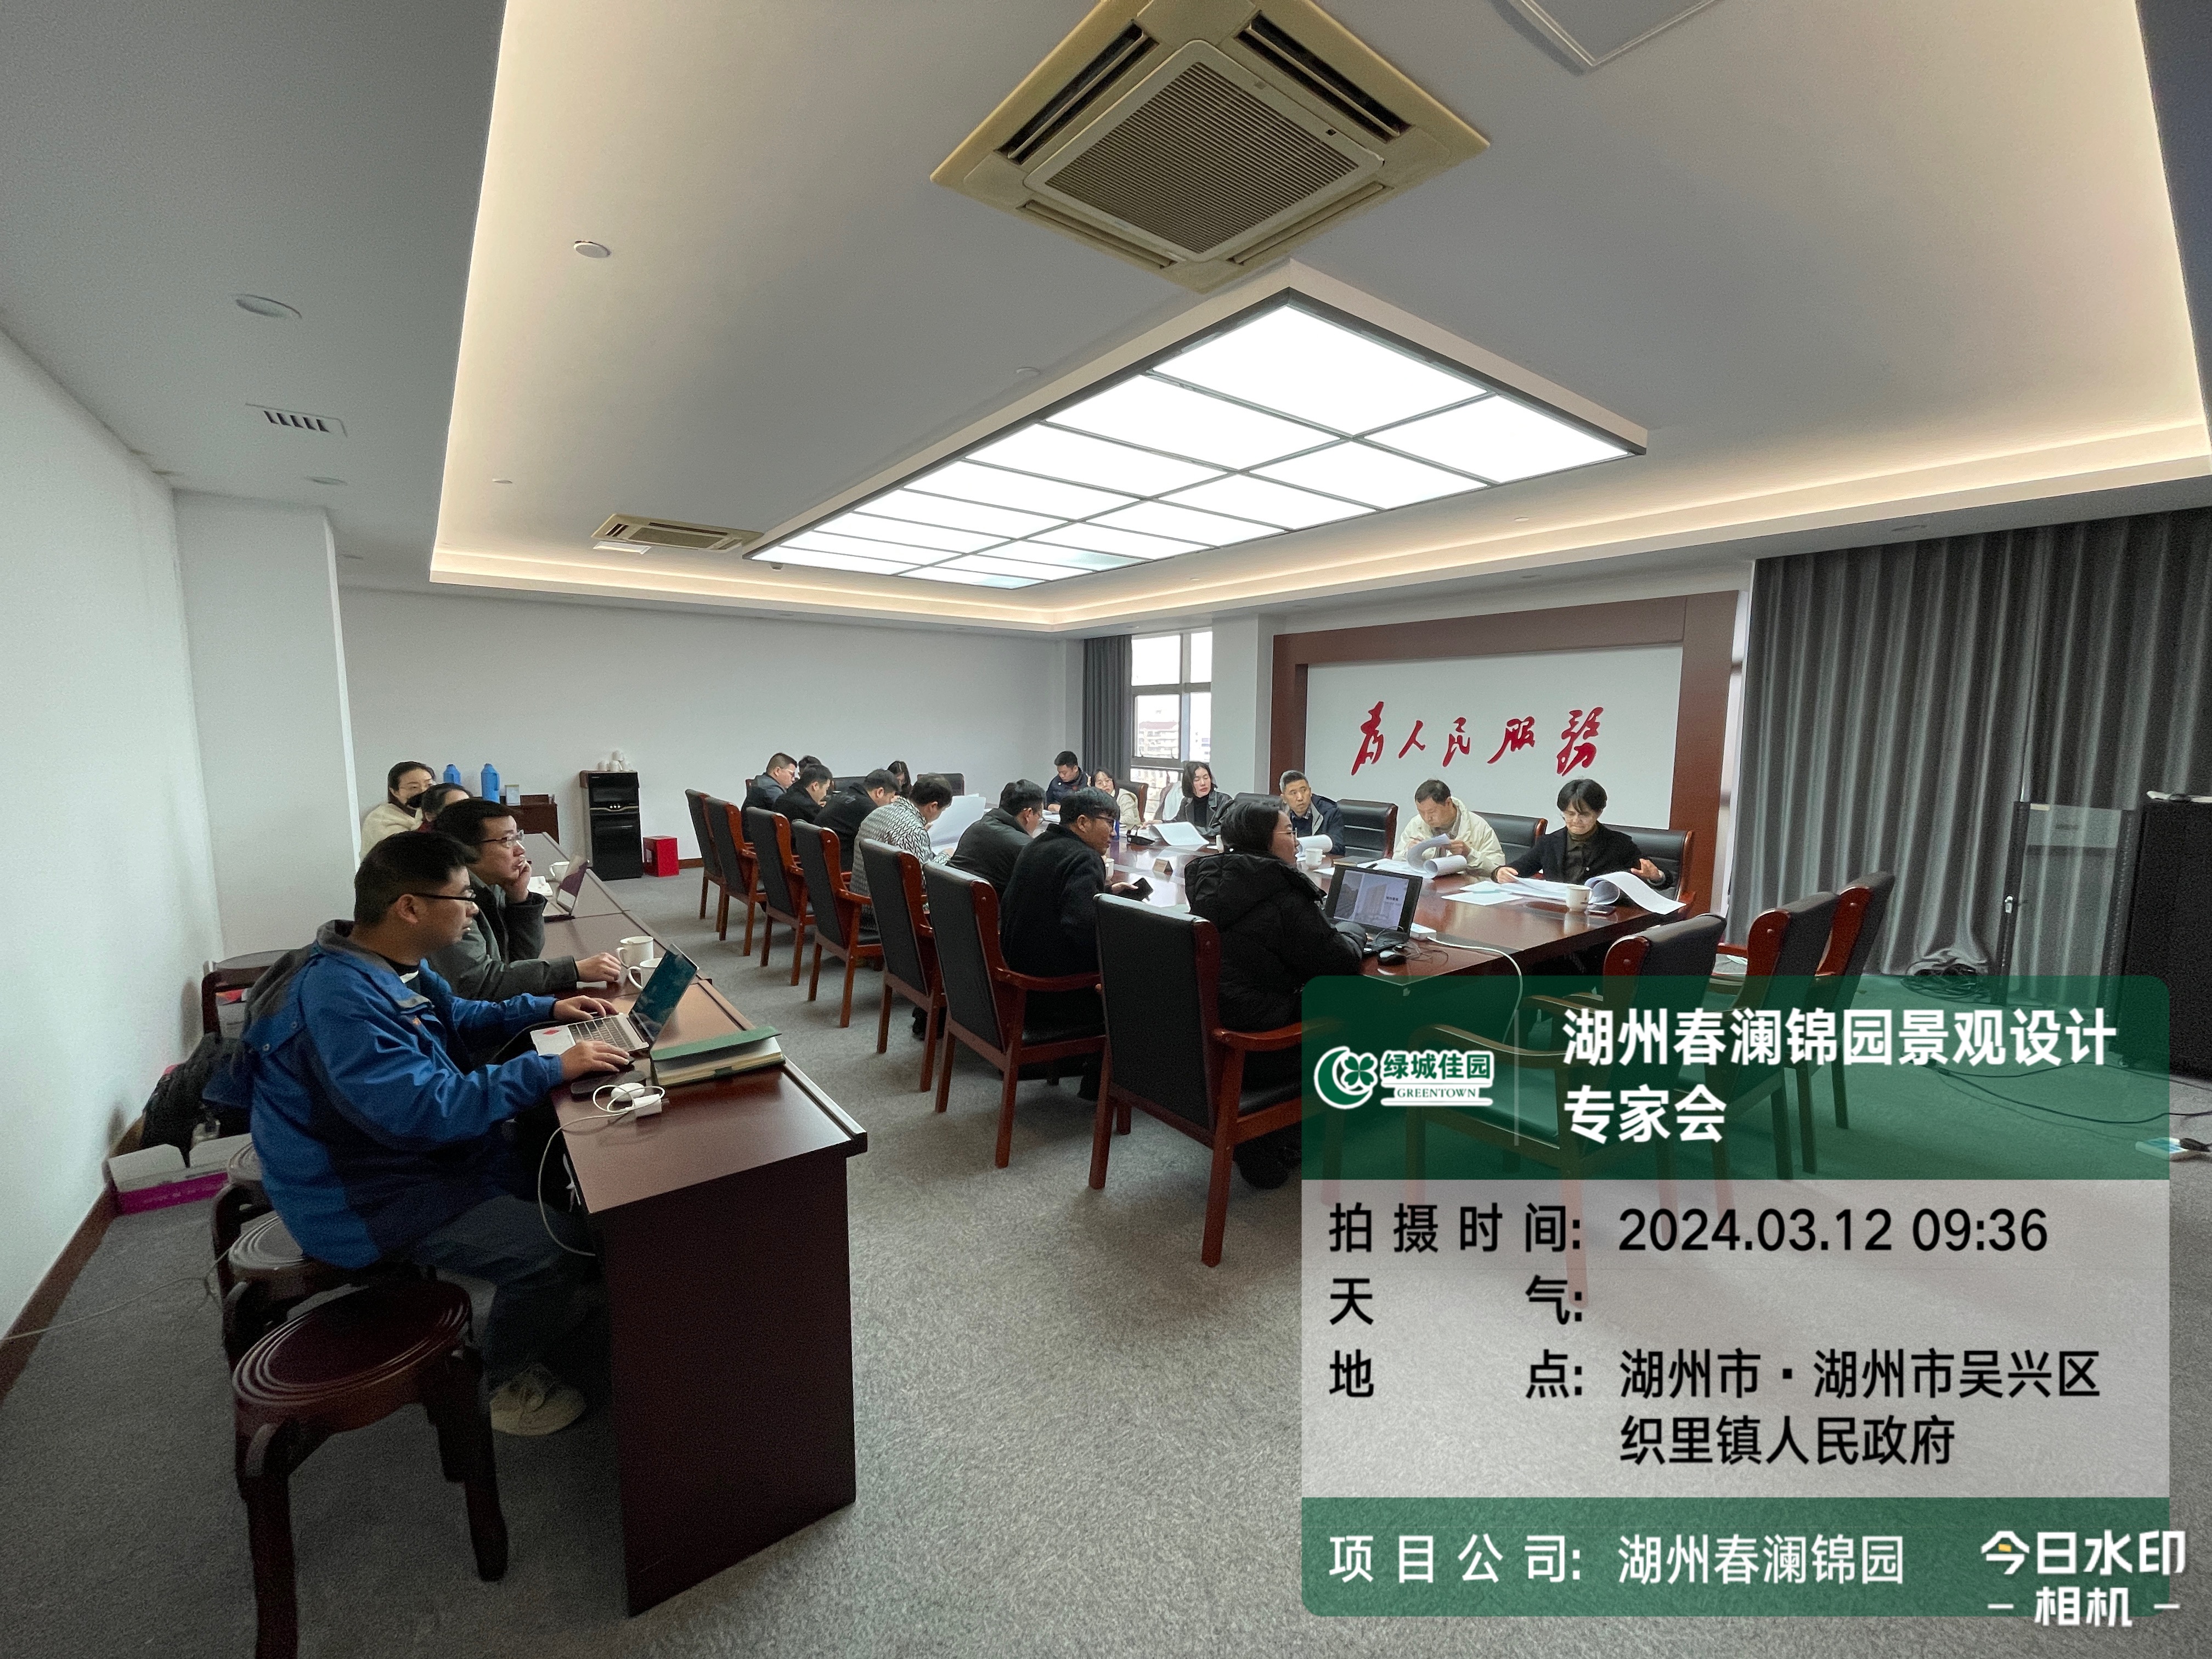 为人民服務
绿城佳园
GREENTOWN
湖州春澜锦园景观设计
专家会
拍摄时间: 2024.03.12 09:36
天气:
地点: 湖州市·湖州市吴兴区
织里镇人民政府
项目公司: 湖州春澜锦园
今日水印
-相机-